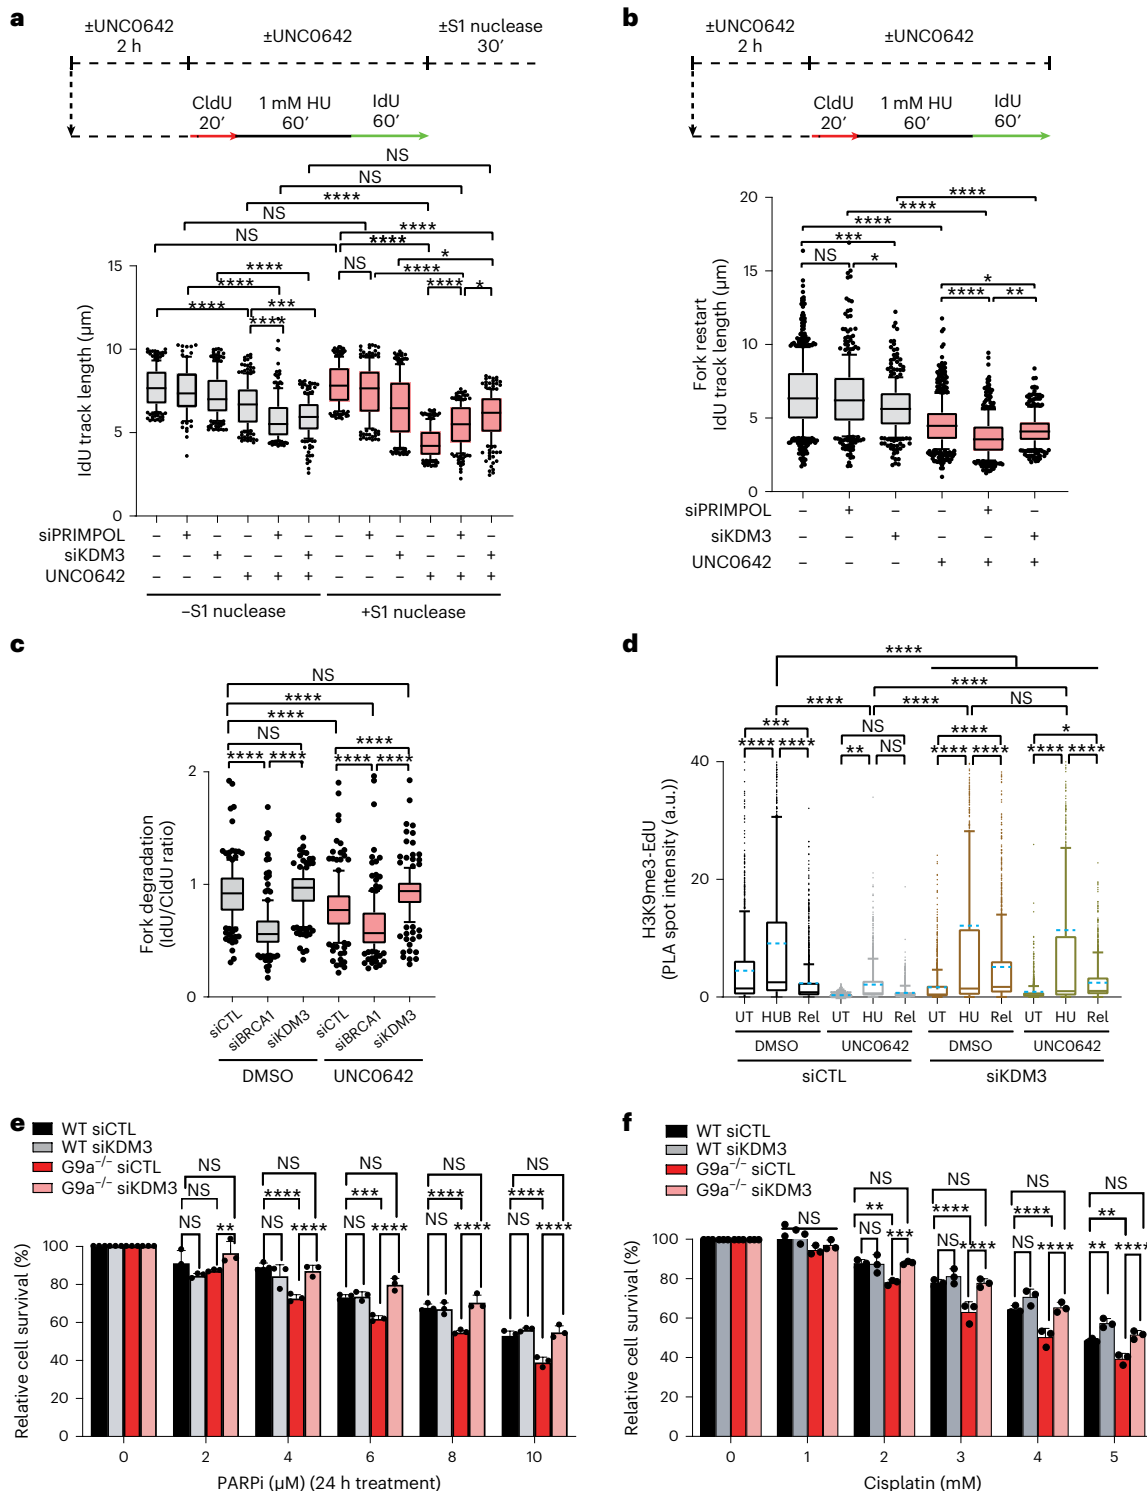 a
±UNC0642
2 h
±UNC0642
±S1 nuclease
30′
CldU
20′
1 mM HU
60′
IdU
60′
NS
NS
****
NS
****
NS
****
NS
*
****
****
*
****
****
****
***
****
IdU track length (µm)
15
10
5
0
siPRIMPOL
– + – – + – – + – – + –
siKDM3
– – + – – + – – + – – +
UNC0642
– – – + + + – – – + + +
–S1 nuclease
+S1 nuclease
b
±UNC0642
2 h
±UNC0642
CldU
20′
1 mM HU
60′
IdU
60′
****
****
****
***
NS
*
*
****
**
Fork restart
IdU track length (µm)
20
15
10
5
0
siPRIMPOL
– + – – + –
siKDM3
– – + – – +
UNC0642
– – – + + +
c
NS
****
****
NS
****
****
****
****
****
Fork degradation
(IdU/CldU ratio)
2
1
0
siCTL
siBRCA1
siKDM3
siCTL
siBRCA1
siKDM3
DMSO
UNC0642
d
****
****
****
****
NS
***
NS
****
*
****
****
**
NS
****
****
****
****
H3K9me3-EdU
(PLA spot intensity (a.u.))
40
20
0
UT HUB Rel UT HU Rel UT HU Rel UT HU Rel
DMSO
UNC0642
DMSO
UNC0642
siCTL
siKDM3
e
WT siCTL
WT siKDM3
G9a–/– siCTL
G9a–/– siKDM3
NS
NS
NS
**
NS
****
NS
****
NS
***
NS
****
NS
****
NS
****
NS
****
NS
****
Relative cell survival (%)
100
80
60
40
20
0
0 2 4 6 8 10
PARPi (µM) (24 h treatment)
f
WT siCTL
WT siKDM3
G9a–/– siCTL
G9a–/– siKDM3
NS
NS
**
NS
***
NS
****
NS
****
NS
****
NS
****
NS
**
**
****
Relative cell survival (%)
100
80
60
40
20
0
0 1 2 3 4 5
Cisplatin (mM)